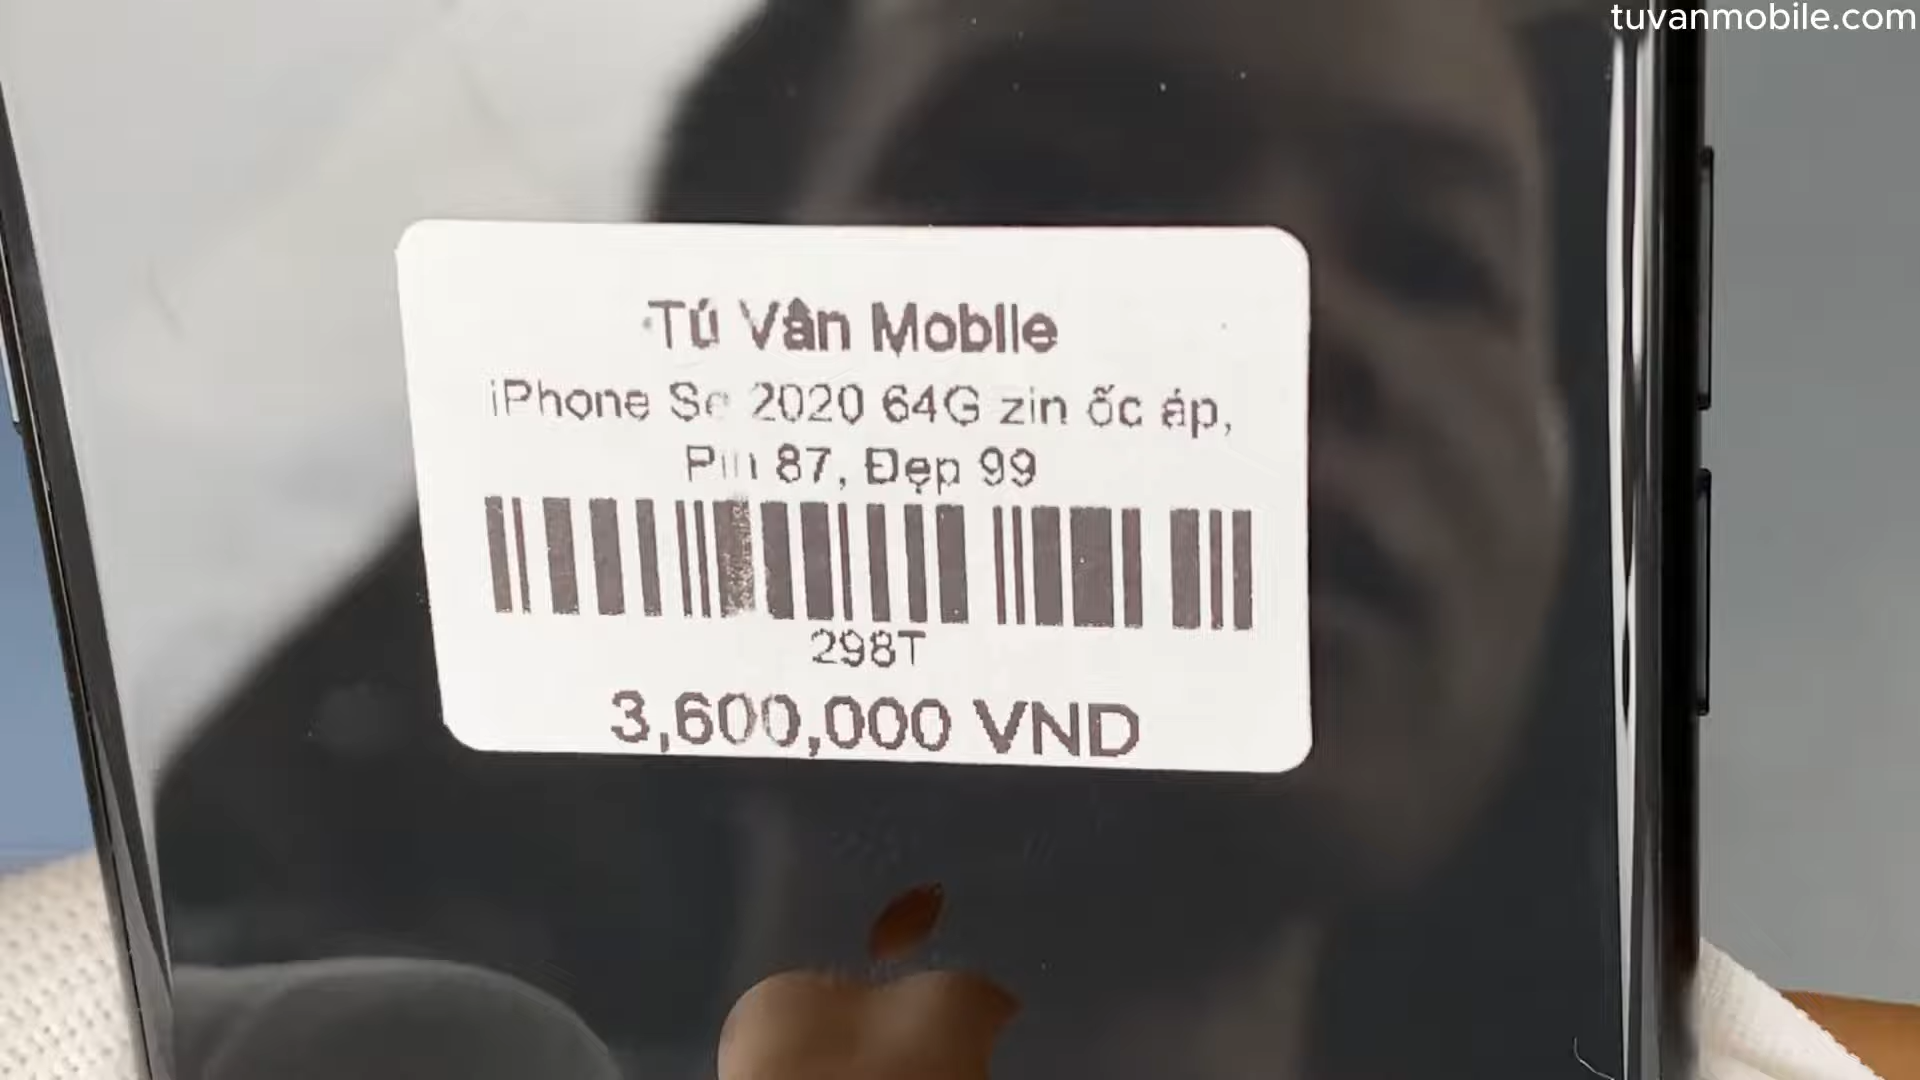 tuvanmobile.com
Tú Vân Mobile
iPhone Se 2020 64G zin ốc áp,
Pin 87, Đẹp 99
298T
3,600,000 VND